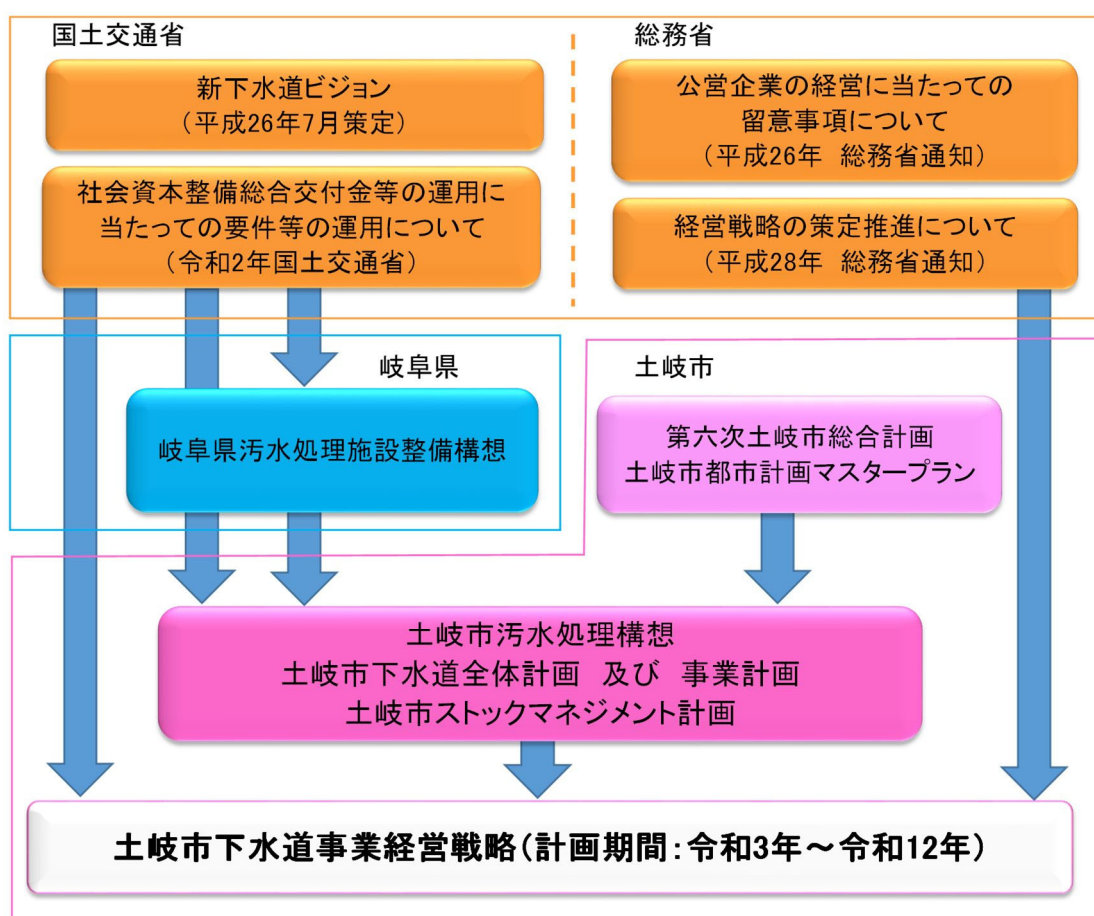 国土交通省
新下水道ビジョン
（平成26年7月策定）
社会資本整備総合交付金等の運用に
当たっての要件等の運用について
（令和2年国土交通省）
総務省
公営企業の経営に当たっての
留意事項について
（平成26年　総務省通知）
経営戦略の策定推進について
（平成28年　総務省通知）
岐阜県
岐阜県汚水処理施設整備構想
土岐市
第六次土岐市総合計画
土岐市都市計画マスタープラン
土岐市汚水処理構想
土岐市下水道全体計画　及び　事業計画
土岐市ストックマネジメント計画
土岐市下水道事業経営戦略（計画期間：令和3年～令和12年）